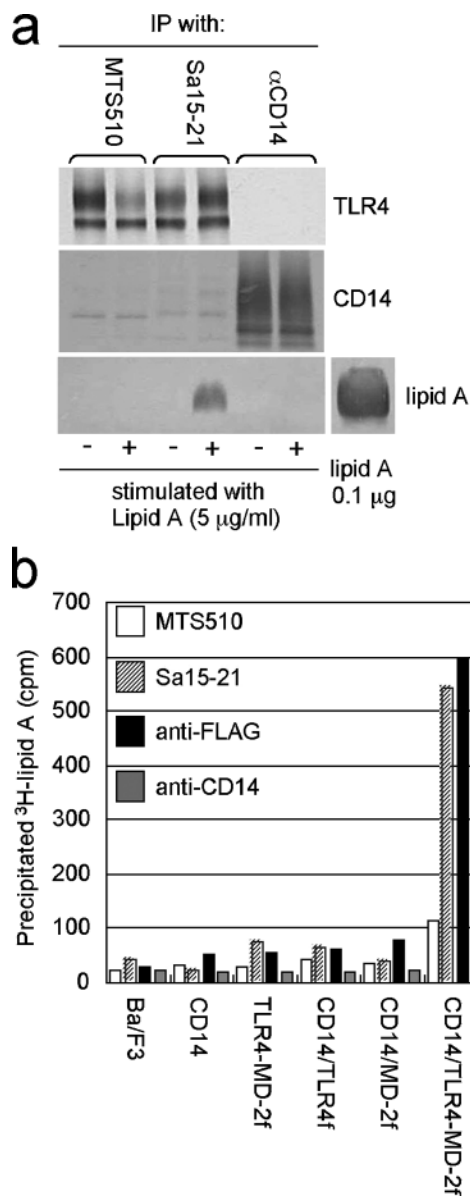 a
IP with:
MTS510
Sa15-21
αCD14
TLR4
CD14
lipid A
- + - + - +
stimulated with
Lipid A (5 μg/ml)
lipid A
0.1 μg
b
Precipitated ³H-lipid A (cpm)
700
600
500
400
300
200
100
0
MTS510
Sa15-21
anti-FLAG
anti-CD14
Ba/F3
CD14
TLR4-MD-2f
CD14/TLR4f
CD14/MD-2f
CD14/TLR4-MD-2f